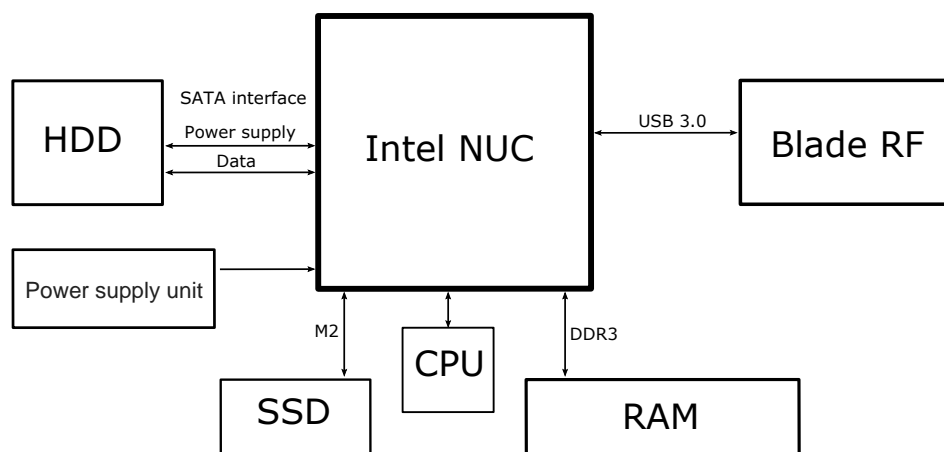 SATA interface
HDD
Power supply
Data
Intel NUC
USB 3.0
Blade RF
Power supply unit
M2
CPU
DDR3
SSD
RAM